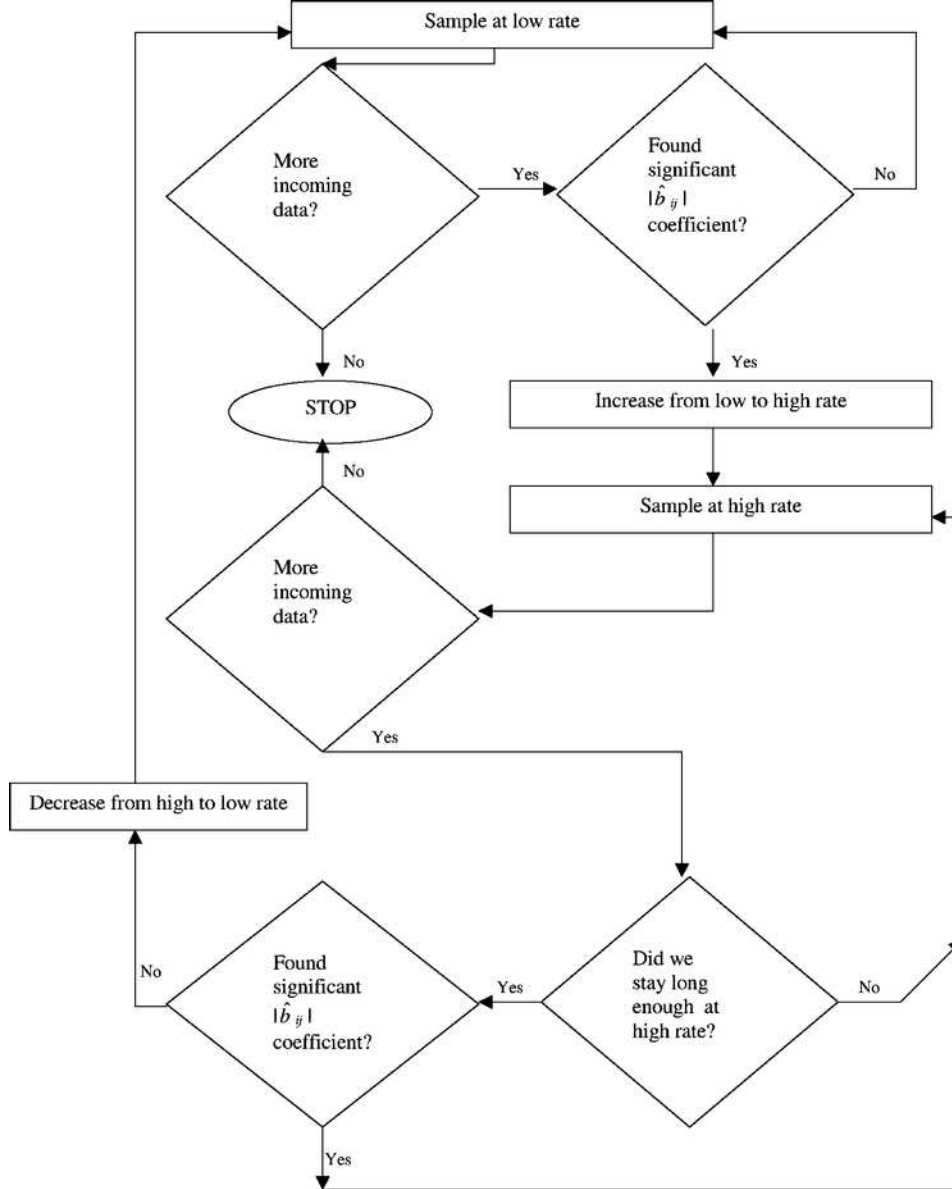 Sample at low rate
More
incoming
data?
Yes
Found
significant
|b̂ ij|
coefficient?
No
No
Yes
STOP
Increase from low to high rate
No
Sample at high rate
More
incoming
data?
Yes
Decrease from high to low rate
Found
significant
|b̂ ij|
coefficient?
No
Yes
Did we
stay long
enough at
high rate?
No
Yes